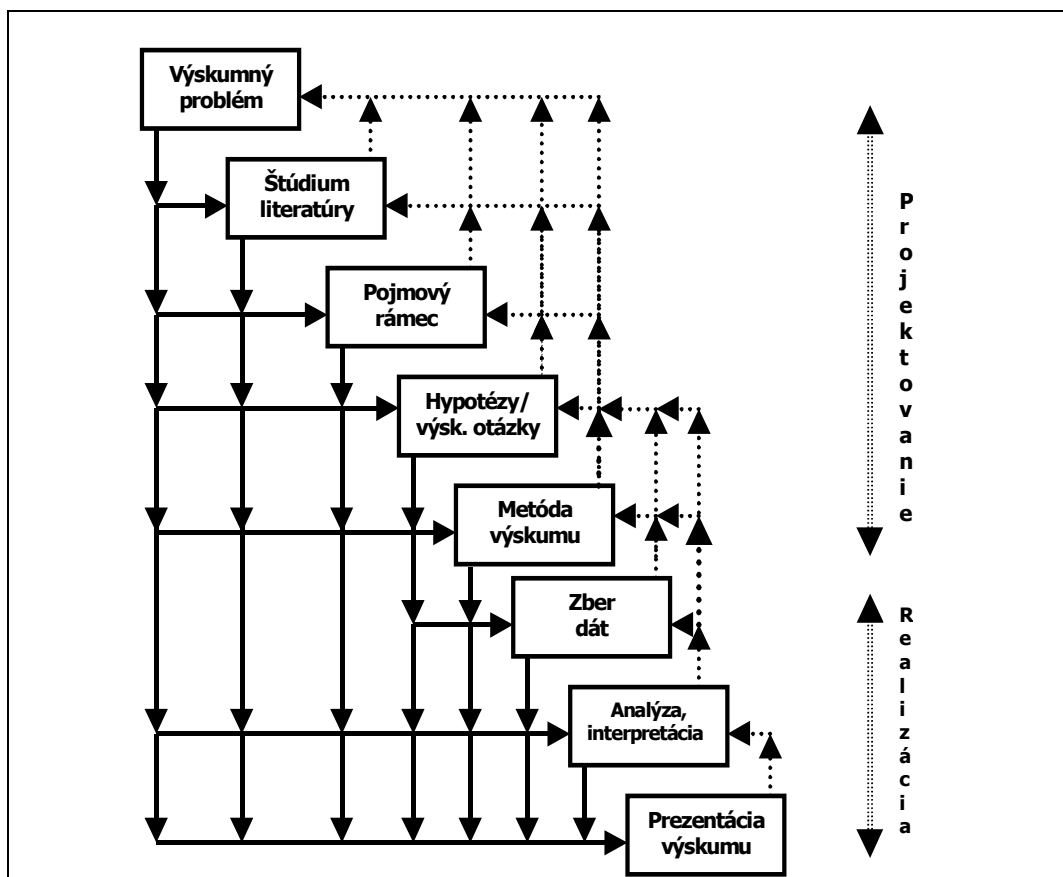 Výskumný
problém
Štúdium
literatúry
Pojmový
rámec
Hypotézy/
výsk. otázky
Metóda
výskumu
Zber
dát
Analýza,
interpretácia
Prezentácia
výskumu
Projektovanie
Realizácia